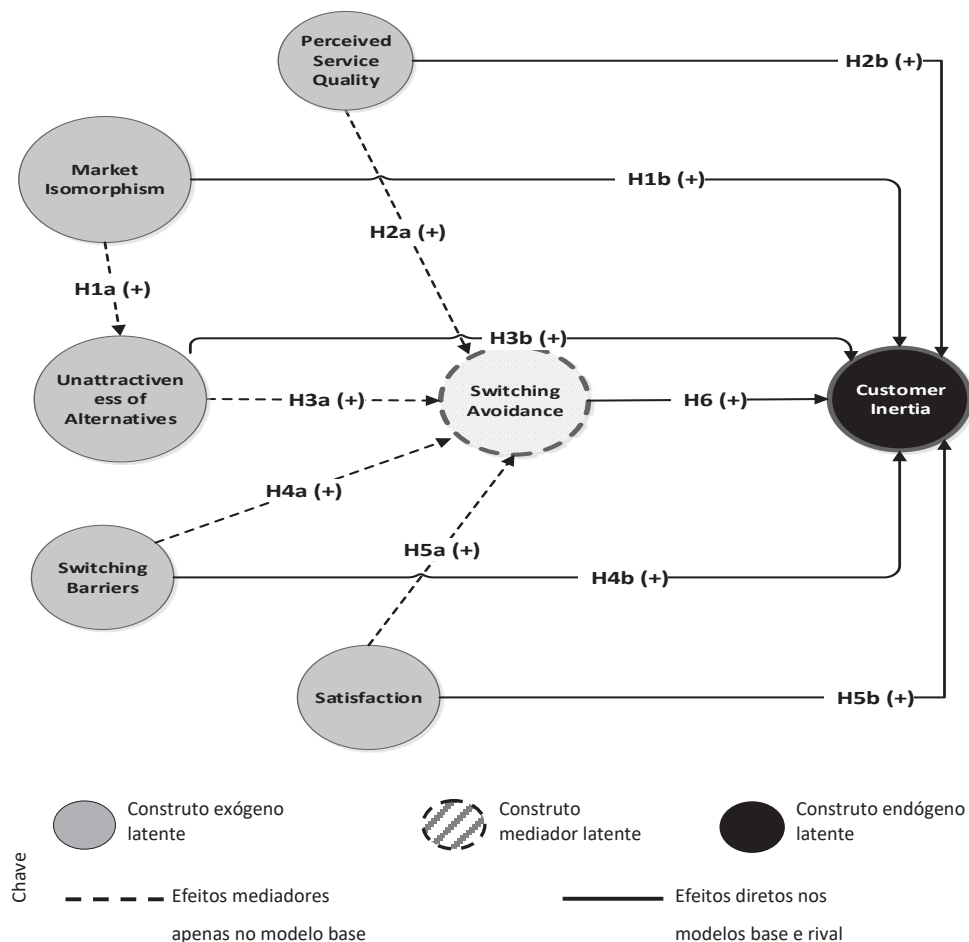 Perceived
Service
Quality
H2b (+)
Market
Isomorphism
H1b (+)
H2a (+)
H1a (+)
H3b (+)
Unattractiven
ess of
Alternatives
H3a (+)
Switching
Avoidance
H6 (+)
Customer
Inertia
H4a (+)
H5a (+)
Switching
Barriers
H4b (+)
Satisfaction
H5b (+)
Chave
Construto exógeno
latente
Construto
mediador latente
Construto endógeno
latente
Efeitos mediadores
apenas no modelo base
Efeitos diretos nos
modelos base e rival